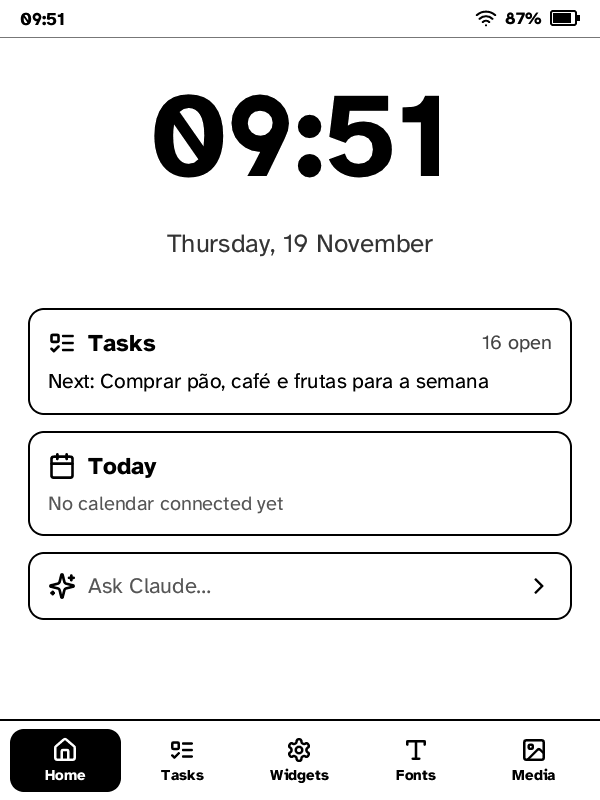 09:51
87%
09:51
Thursday, 19 November
Tasks
16 open
Next: Comprar pão, café e frutas para a semana
Today
No calendar connected yet
Ask Claude...
Home
Tasks
Widgets
Fonts
Media